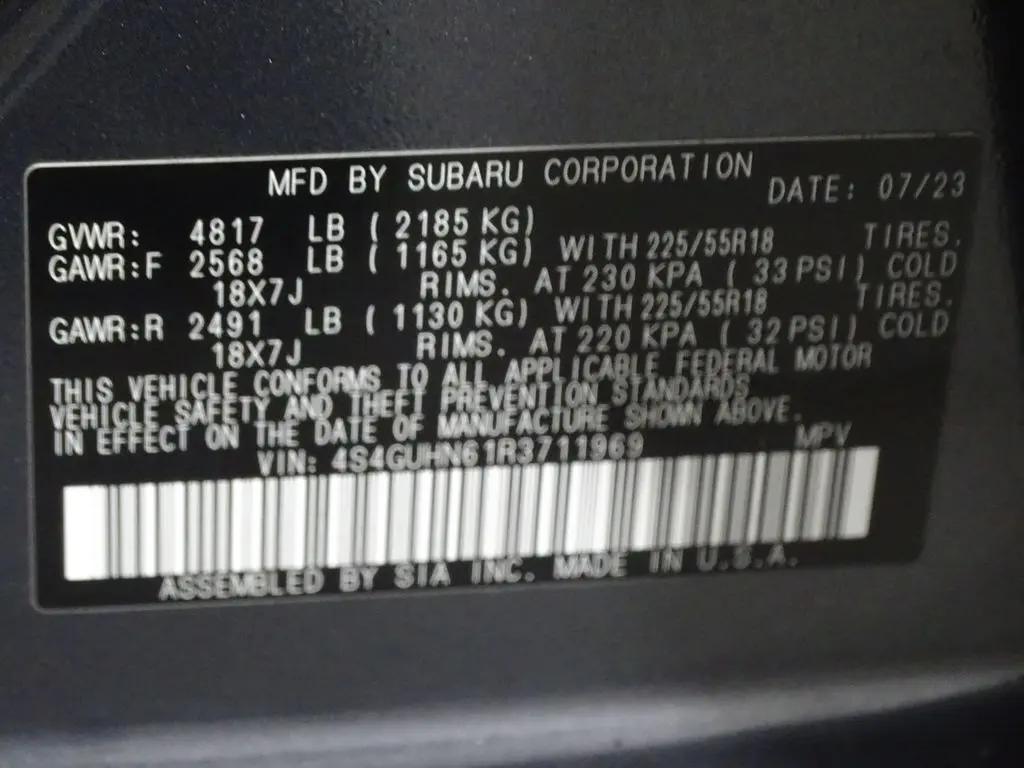 MFD BY SUBARU CORPORATION DATE: 07/23
GVWR: 4817 LB ( 2185 KG)
GAWR:F 2568 LB ( 1165 KG) WITH 225/55R18 TIRES,
18X7J RIMS. AT 230 KPA ( 33 PSI) COLD
GAWR:R 2491 LB ( 1130 KG) WITH 225/55R18 TIRES,
18X7J RIMS. AT 220 KPA ( 32 PSI) COLD
THIS VEHICLE CONFORMS TO ALL APPLICABLE FEDERAL MOTOR
VEHICLE SAFETY AND THEFT PREVENTION STANDARDS
IN EFFECT ON THE DATE OF MANUFACTURE SHOWN ABOVE.
VIN: 4S4GUHN61R3711969 MPV
ASSEMBLED BY SIA INC. MADE IN U.S.A.